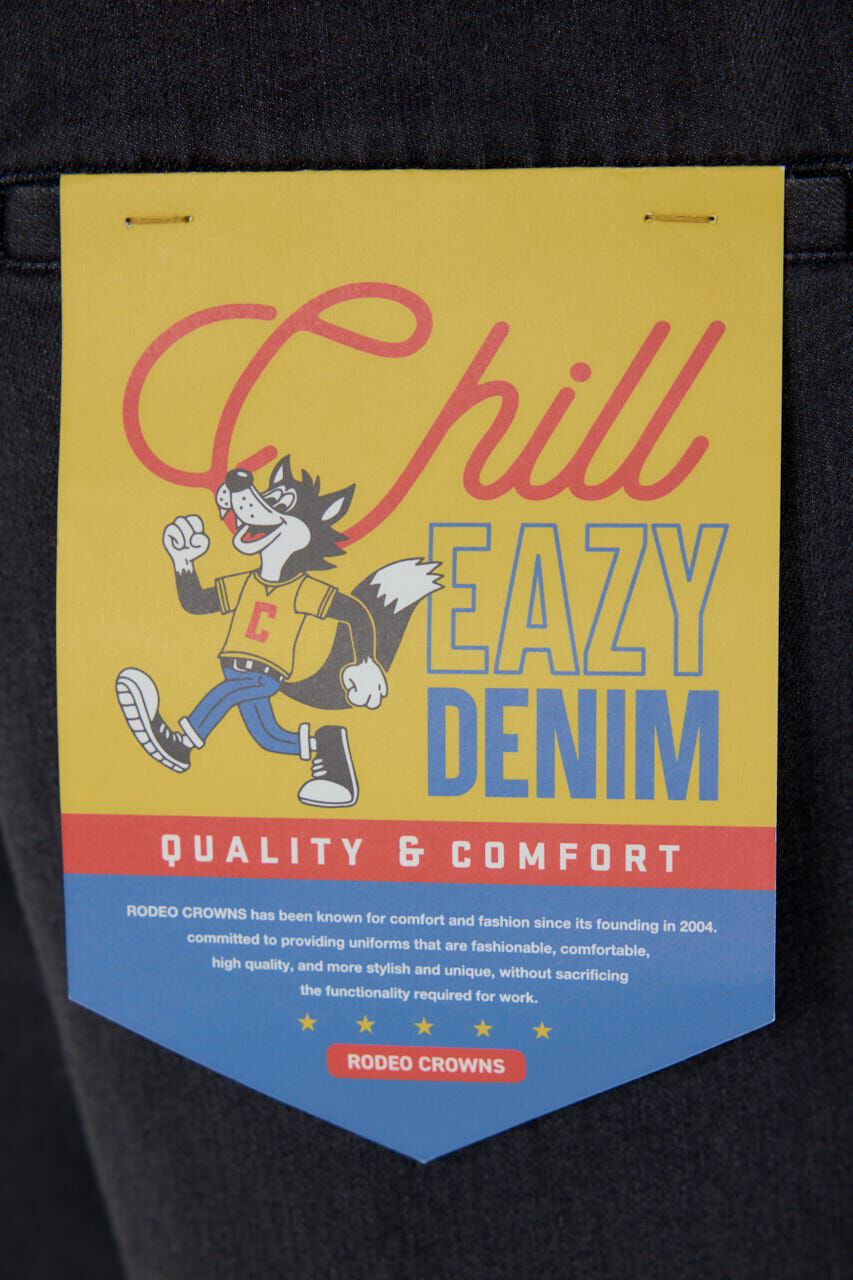 Chill
EAZY
DENIM
C
QUALITY & COMFORT
RODEO CROWNS has been known for comfort and fashion since its founding in 2004.
committed to providing uniforms that are fashionable, comfortable,
high quality, and more stylish and unique, without sacrificing
the functionality required for work.
RODEO CROWNS